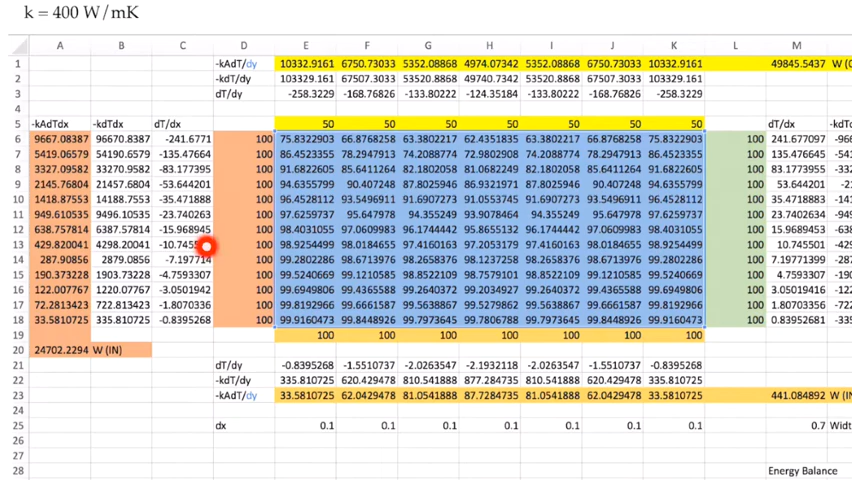 k = 400 W/mK
A B C D E F G H I J K L M
1 -kAdT/dy 10332.9161 6750.73033 5352.08868 4974.07342 5352.08868 6750.73033 10332.9161 49845.5437 W (
2 -kdT/dy 103329.161 67507.3033 53520.8868 49740.7342 53520.8868 67507.3033 103329.161
3 dT/dy -258.3229 -168.76826 -133.80222 -124.35184 -133.80222 -168.76826 -258.3229
4
5 -kAdTdx -kdTdx dT/dx 50 50 50 50 50 50 50 dT/dx -kdT
6 9667.08387 96670.8387 -241.6771 100 75.8322903 66.8768258 63.3802217 62.4351835 63.3802217 66.8768258 75.8322903 100 241.677097 -966
7 5419.06579 54190.6579 -135.47664 100 86.4523355 78.2947913 74.2088774 72.9802908 74.2088774 78.2947913 86.4523355 100 135.476645 -541
8 3327.09582 33270.9582 -83.177395 100 91.6822605 85.6411264 82.1802058 81.0682249 82.1802058 85.6411264 91.6822605 100 83.1773955 -332
9 2145.76804 21457.6804 -53.644201 100 94.6355799 90.407248 87.8025946 86.9321971 87.8025946 90.407248 94.6355799 100 53.644201 -21
10 1418.87553 14188.7553 -35.471888 100 96.4528112 93.5496911 91.6907273 91.0553745 91.6907273 93.5496911 96.4528112 100 35.4718883 -141
11 949.610535 9496.10535 -23.740263 100 97.6259737 95.647978 94.355249 93.9078464 94.355249 95.647978 97.6259737 100 23.7402634 -949
12 638.757814 6387.57814 -15.968945 100 98.4031055 97.0609983 96.1744442 95.8655132 96.1744442 97.0609983 98.4031055 100 15.9689453 -638
13 429.820041 4298.20041 100 98.9254499 98.0184655 97.4160163 97.2053179 97.4160163 98.0184655 98.9254499 100 10.745501 -429
14 287.90856 2879.0856 -7.197714 100 99.2802286 98.6713976 98.2658765 98.1237258 98.2658765 98.6713976 99.2802286 100 7.19771399 -28
15 190.373228 1903.73228 -4.7593307 100 99.5240669 99.1210585 98.8522109 98.7579101 98.8522109 99.1210585 99.5240669 100 4.7593307 -190
16 122.007767 1220.07767 -3.0501942 100 99.6949806 99.4365588 99.2640372 99.2034927 99.2640372 99.4365588 99.6949806 100 3.05019416 -122
17 72.2813423 722.813423 -1.8070336 100 99.8192966 99.6661587 99.5638867 99.5279862 99.5638867 99.6661587 99.8192966 100 1.80703356 -722
18 33.5810725 335.810725 -0.8395268 100 99.9160473 99.8448926 99.7973645 99.7806788 99.7973645 99.8448926 99.9160473 100 0.83952681 -335
19 100 100 100 100 100 100 100
20 24702.2294 W (IN)
21 dT/dy -0.8395268 -1.5510737 -2.0263547 -2.1932118 -2.0263547 -1.5510737 -0.8395268
22 -kdT/dy 335.810725 620.429478 810.541888 877.284735 810.541888 620.429478 335.810725
23 -kAdT/dy 33.5810725 62.0429478 81.0541888 87.7284735 81.0541888 62.0429478 33.5810725 441.084892 W (IN
24
25 dx 0.1 0.1 0.1 0.1 0.1 0.1 0.1 0.7 Width
26
27
28 Energy Balance